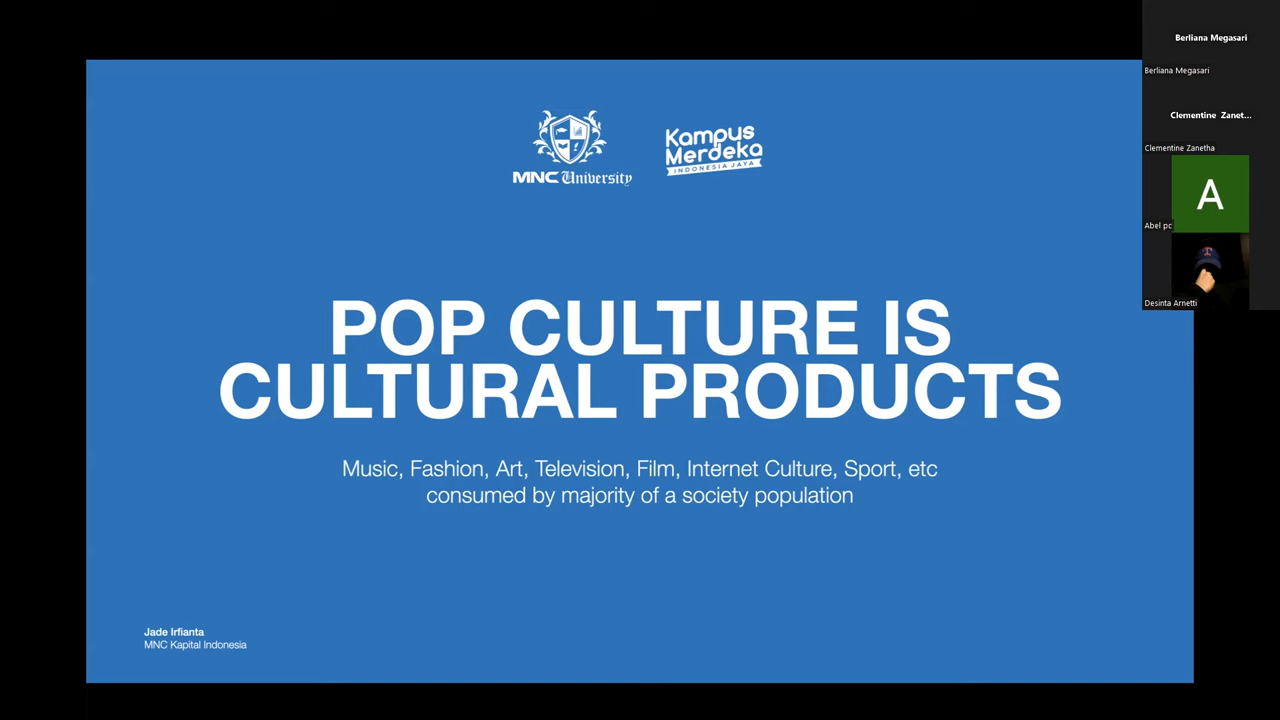 MNC University
Kampus
Merdeka
INDONESIA JAYA
POP CULTURE IS
CULTURAL PRODUCTS
Music, Fashion, Art, Television, Film, Internet Culture, Sport, etc
consumed by majority of a society population
Jade Irfianta
MNC Kapital Indonesia
Berliana Megasari
Berliana Megasari
Clementine Zanet...
Clementine Zanetha
A
Abel pc
T
Desinta Arnetti